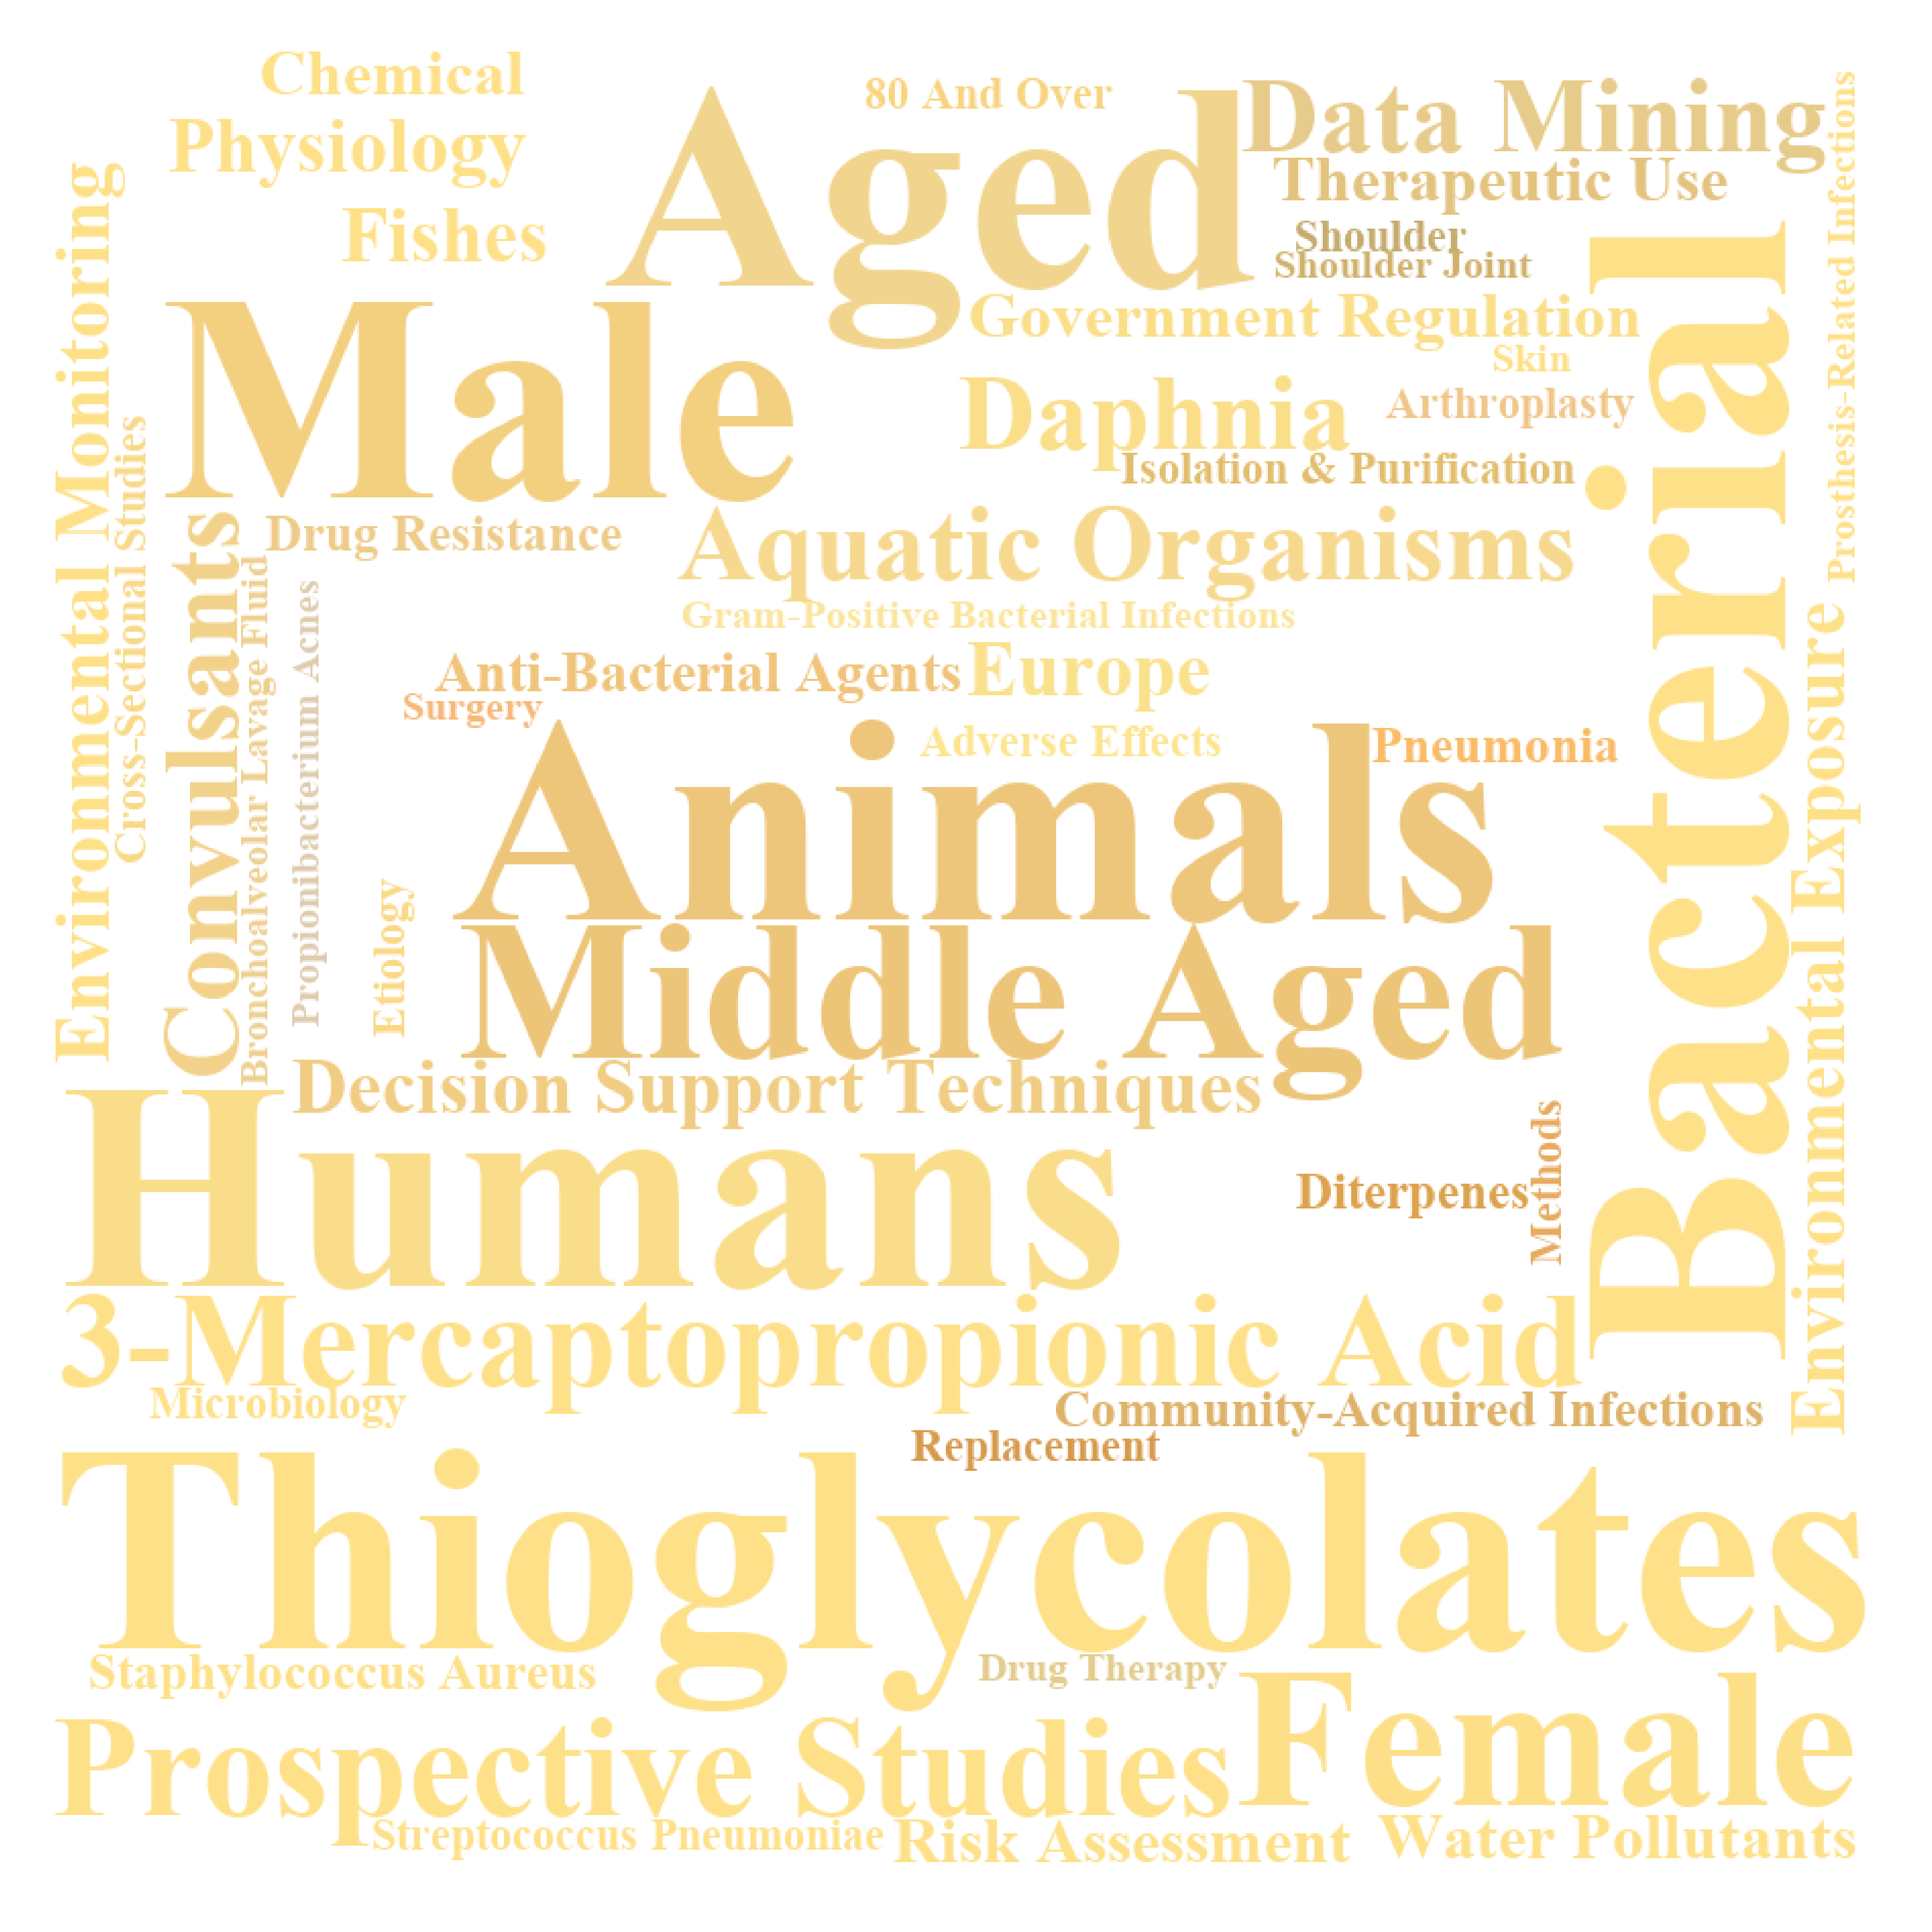 Chemical
80 And Over
Aged
Data Mining
Physiology
Therapeutic Use
Fishes
Shoulder
Shoulder Joint
Prosthesis-Related Infections
Environmental Monitoring
Male
Government Regulation
Skin
Daphnia
Arthroplasty
Bacterial
Isolation & Purification
Cross-Sectional Studies
Convulsants
Drug Resistance
Aquatic Organisms
Bronchoalveolar Lavage Fluid
Propionibacterium Acnes
Gram-Positive Bacterial Infections
Environmental Exposure
Anti-Bacterial Agents
Europe
Surgery
Adverse Effects
Pneumonia
Animals
Etiology
Middle Aged
Decision Support Techniques
Humans
Methods
Diterpenes
3-Mercaptopropionic Acid
Microbiology
Community-Acquired Infections
Replacement
Thioglycolates
Staphylococcus Aureus
Drug Therapy
Female
Prospective Studies
Streptococcus Pneumoniae
Risk Assessment
Water Pollutants